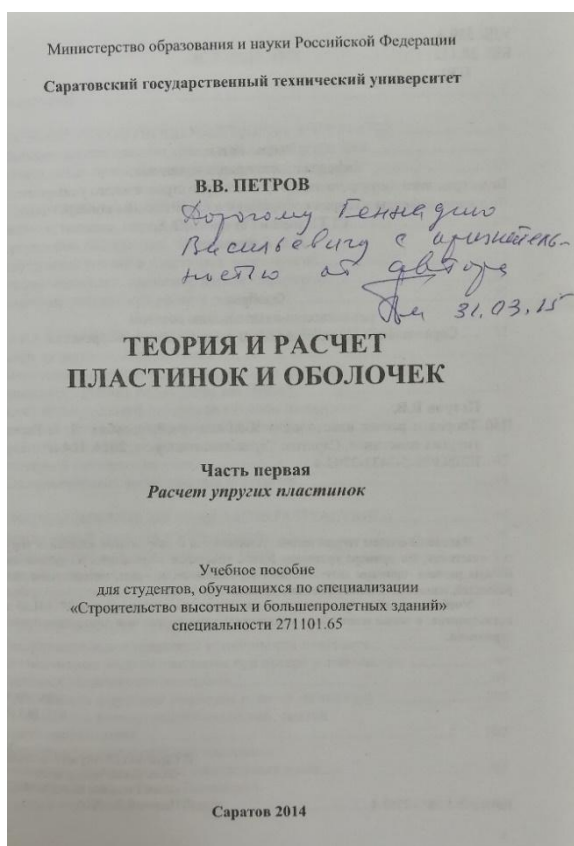 Министерство образования и науки Российской Федерации
Саратовский государственный технический университет
В.В. ПЕТРОВ
Дорогому Геннадию
Васильевичу с признатель-
ностью от автора
31.03.15
ТЕОРИЯ И РАСЧЕТ
ПЛАСТИНОК И ОБОЛОЧЕК
Часть первая
Расчет упругих пластинок
Учебное пособие
для студентов, обучающихся по специализации
«Строительство высотных и большепролетных зданий»
специальности 271101.65
Саратов 2014